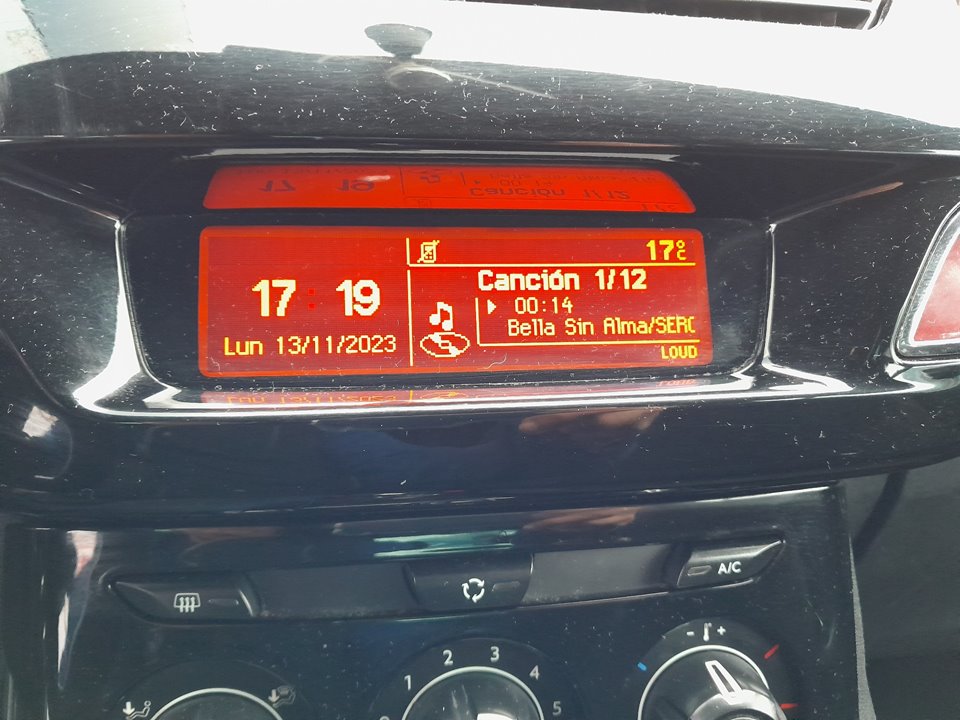 17:19
Lun 13/11/2023
17°C
Canción 1/12
00:14
Bella Sin Alma/SERC
LOUD
A/C
- +
1 2 3 4 5